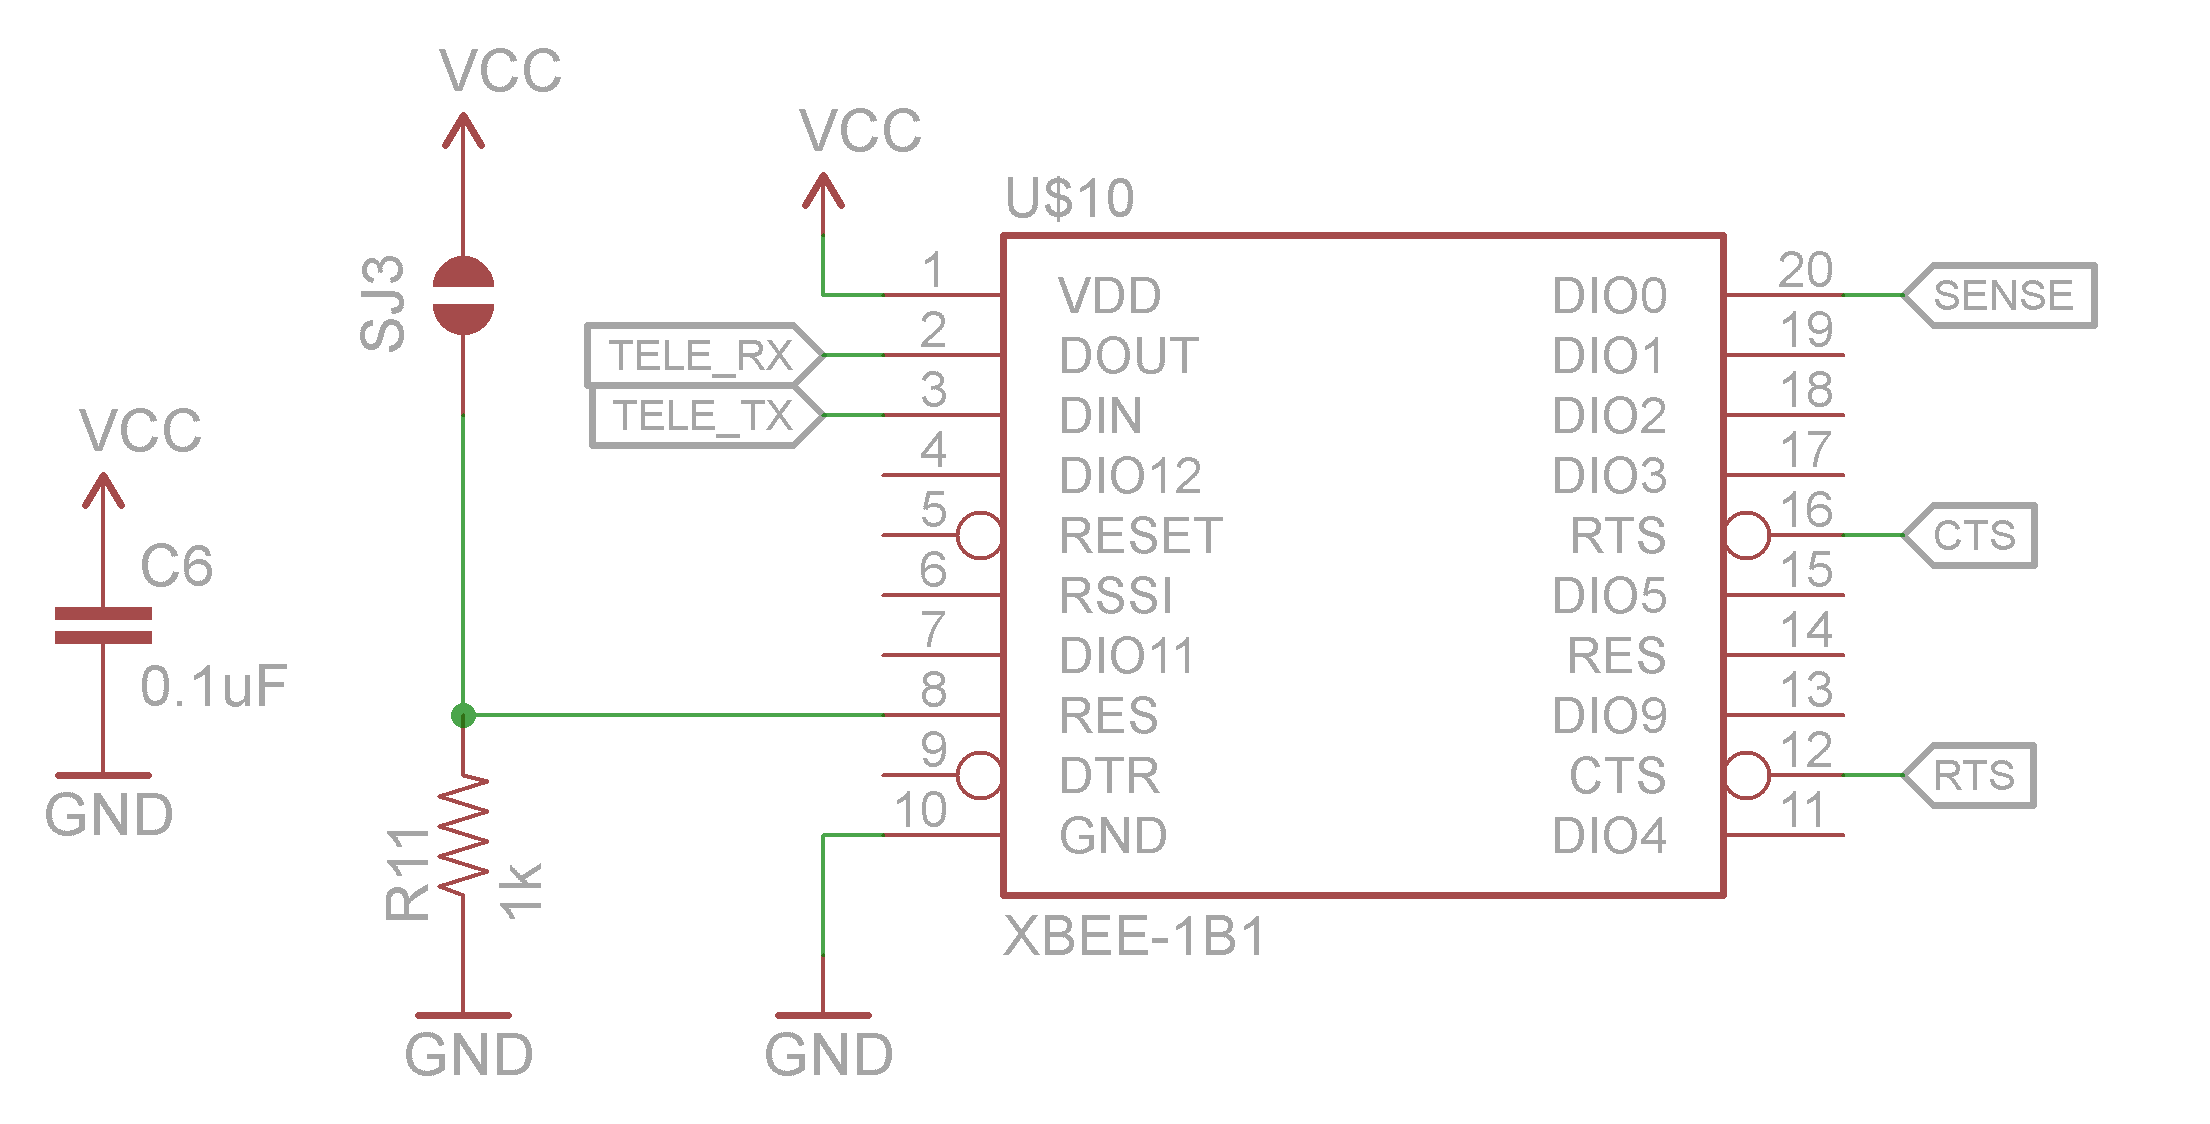 VCC
SJ3
VCC
C6
0.1uF
GND
R11
1k
GND
VCC
TELE_RX
TELE_TX
GND
U$10
1 VDD DIO0 20 SENSE
2 DOUT DIO1 19
3 DIN DIO2 18
4 DIO12 DIO3 17
5 RESET RTS 16 CTS
6 RSSI DIO5 15
7 DIO11 RES 14
8 RES DIO9 13
9 DTR CTS 12 RTS
10 GND DIO4 11
XBEE-1B1